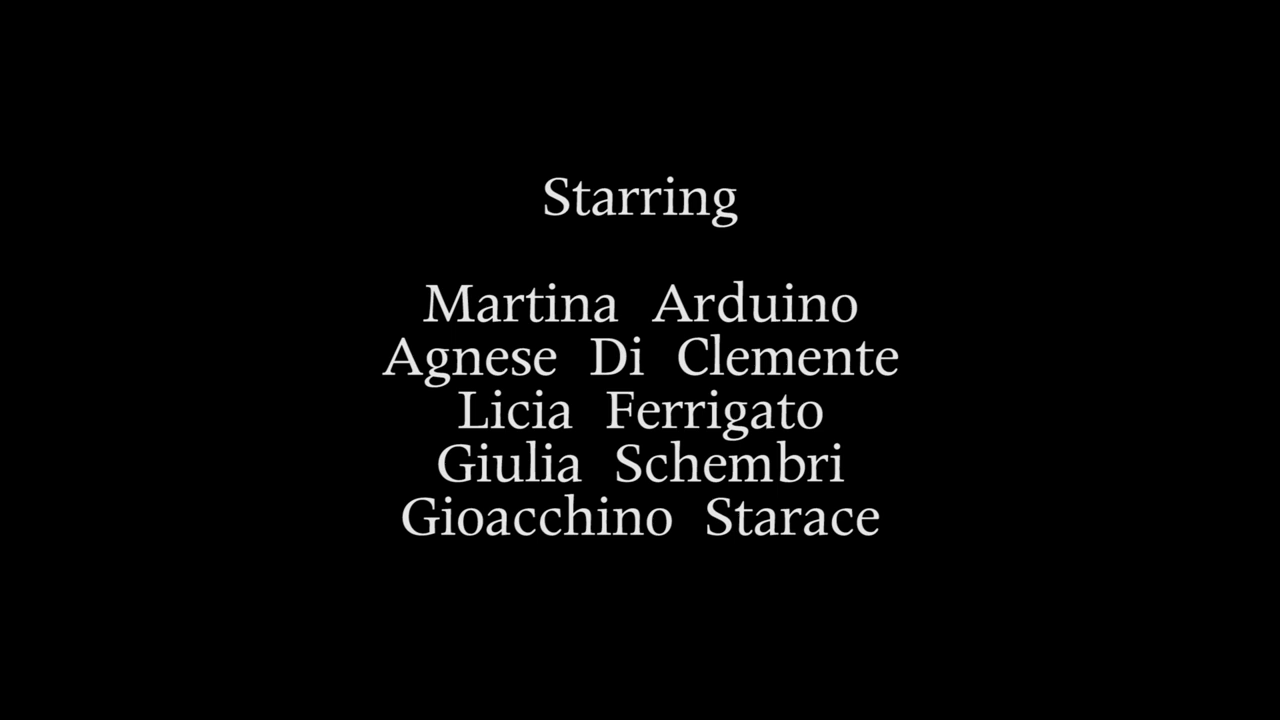 Starring
Martina Arduino
Agnese Di Clemente
Licia Ferrigato
Giulia Schembri
Gioacchino Starace